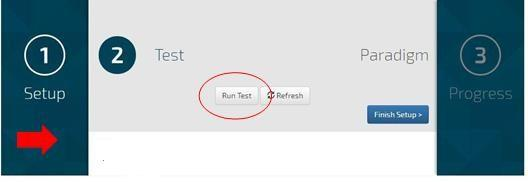 1
Setup
2 Test Paradigm
Run Test Refresh
Finish Setup >
3
Progress